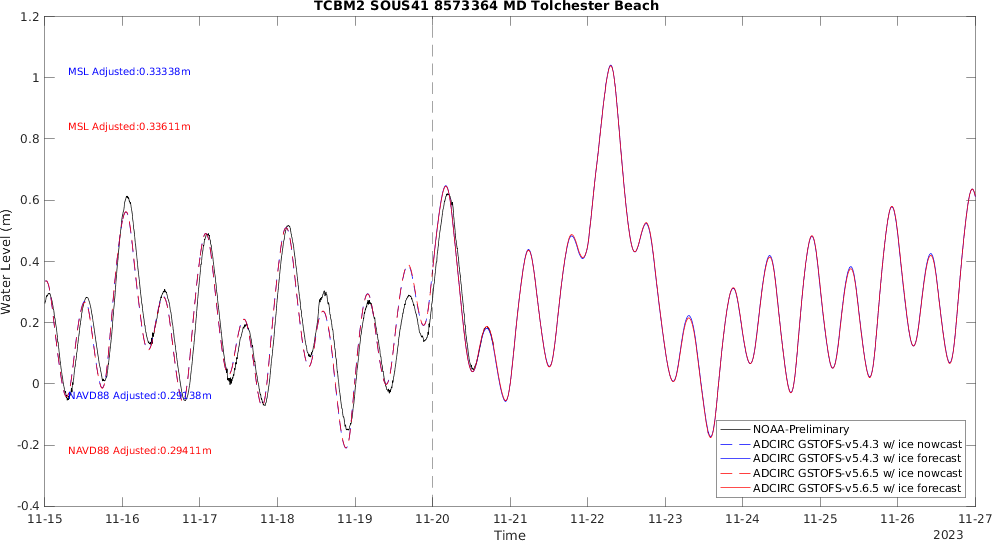 TCBM2 SOUS41 8573364 MD Tolchester Beach
Water Level (m)
1.2
1
0.8
0.6
0.4
0.2
0
-0.2
-0.4
MSL Adjusted:0.33338m
MSL Adjusted:0.33611m
NAVD88 Adjusted:0.29138m
NAVD88 Adjusted:0.29411m
NOAA-Preliminary
ADCIRC GSTOFS-v5.4.3 w/ ice nowcast
ADCIRC GSTOFS-v5.4.3 w/ ice forecast
ADCIRC GSTOFS-v5.6.5 w/ ice nowcast
ADCIRC GSTOFS-v5.6.5 w/ ice forecast
11-15 11-16 11-17 11-18 11-19 11-20 11-21 11-22 11-23 11-24 11-25 11-26 11-27
Time
2023